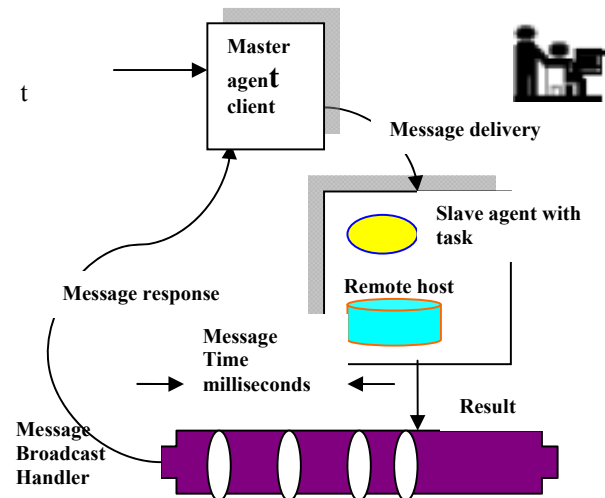 Master
agent
client
t
Message delivery
Slave agent with
task
Remote host
Message response
Message
Time
milliseconds
Result
Message
Broadcast
Handler